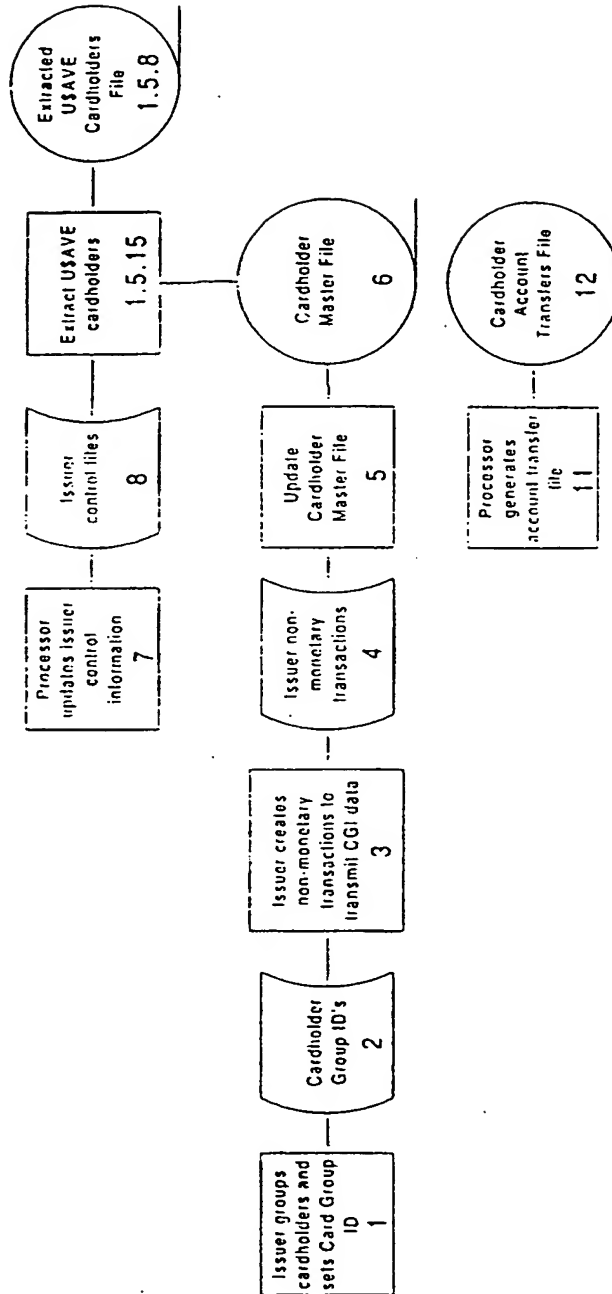 Processor
updates Issuer
control
information
7
Issuer
control files
8
Extract U$AVE
cardholders
1.5.15
Extracted
U$AVE
Cardholders
File
1.5.8
Issuer groups
cardholders and
sets Card Group
ID
1
Cardholder
Group ID's
2
Issuer creates
non-monetary
transactions to
transmit CGI data
3
Issuer non-
monetary
transactions
4
Update
Cardholder
Master File
5
Cardholder
Master File
6
Processor
generates
account transfer
file
11
Cardholder
Account
Transfers File
12